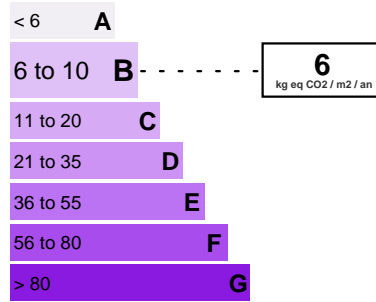 < 6 A
6 to 10 B
6
kg eq CO2 / m2 / an
11 to 20 C
21 to 35 D
36 to 55 E
56 to 80 F
> 80 G